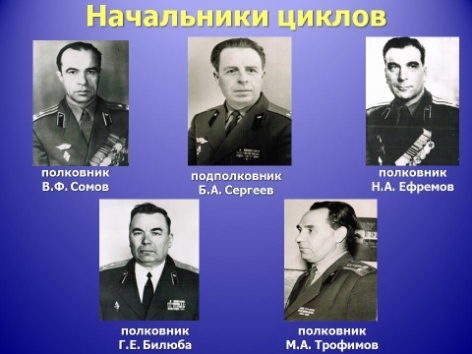 Начальники циклов
полковник
В.Ф. Сомов
подполковник
Б.А. Сергеев
полковник
Н.А. Ефремов
полковник
Г.Е. Билюба
полковник
М.А. Трофимов